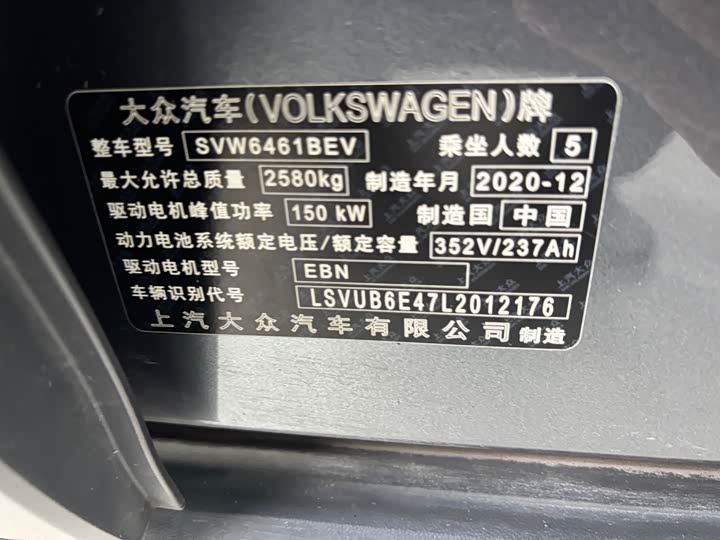 大众汽车(VOLKSWAGEN)牌
整车型号 SVW6461BEV 乘坐人数 5
最大允许总质量 2580kg 制造年月 2020-12
驱动电机峰值功率 150 kW 制造国 中国
动力电池系统额定电压/额定容量 352V/237Ah
驱动电机型号 EBN
车辆识别代号 LSVUB6E47L2012176
上汽大众汽车有限公司 制造